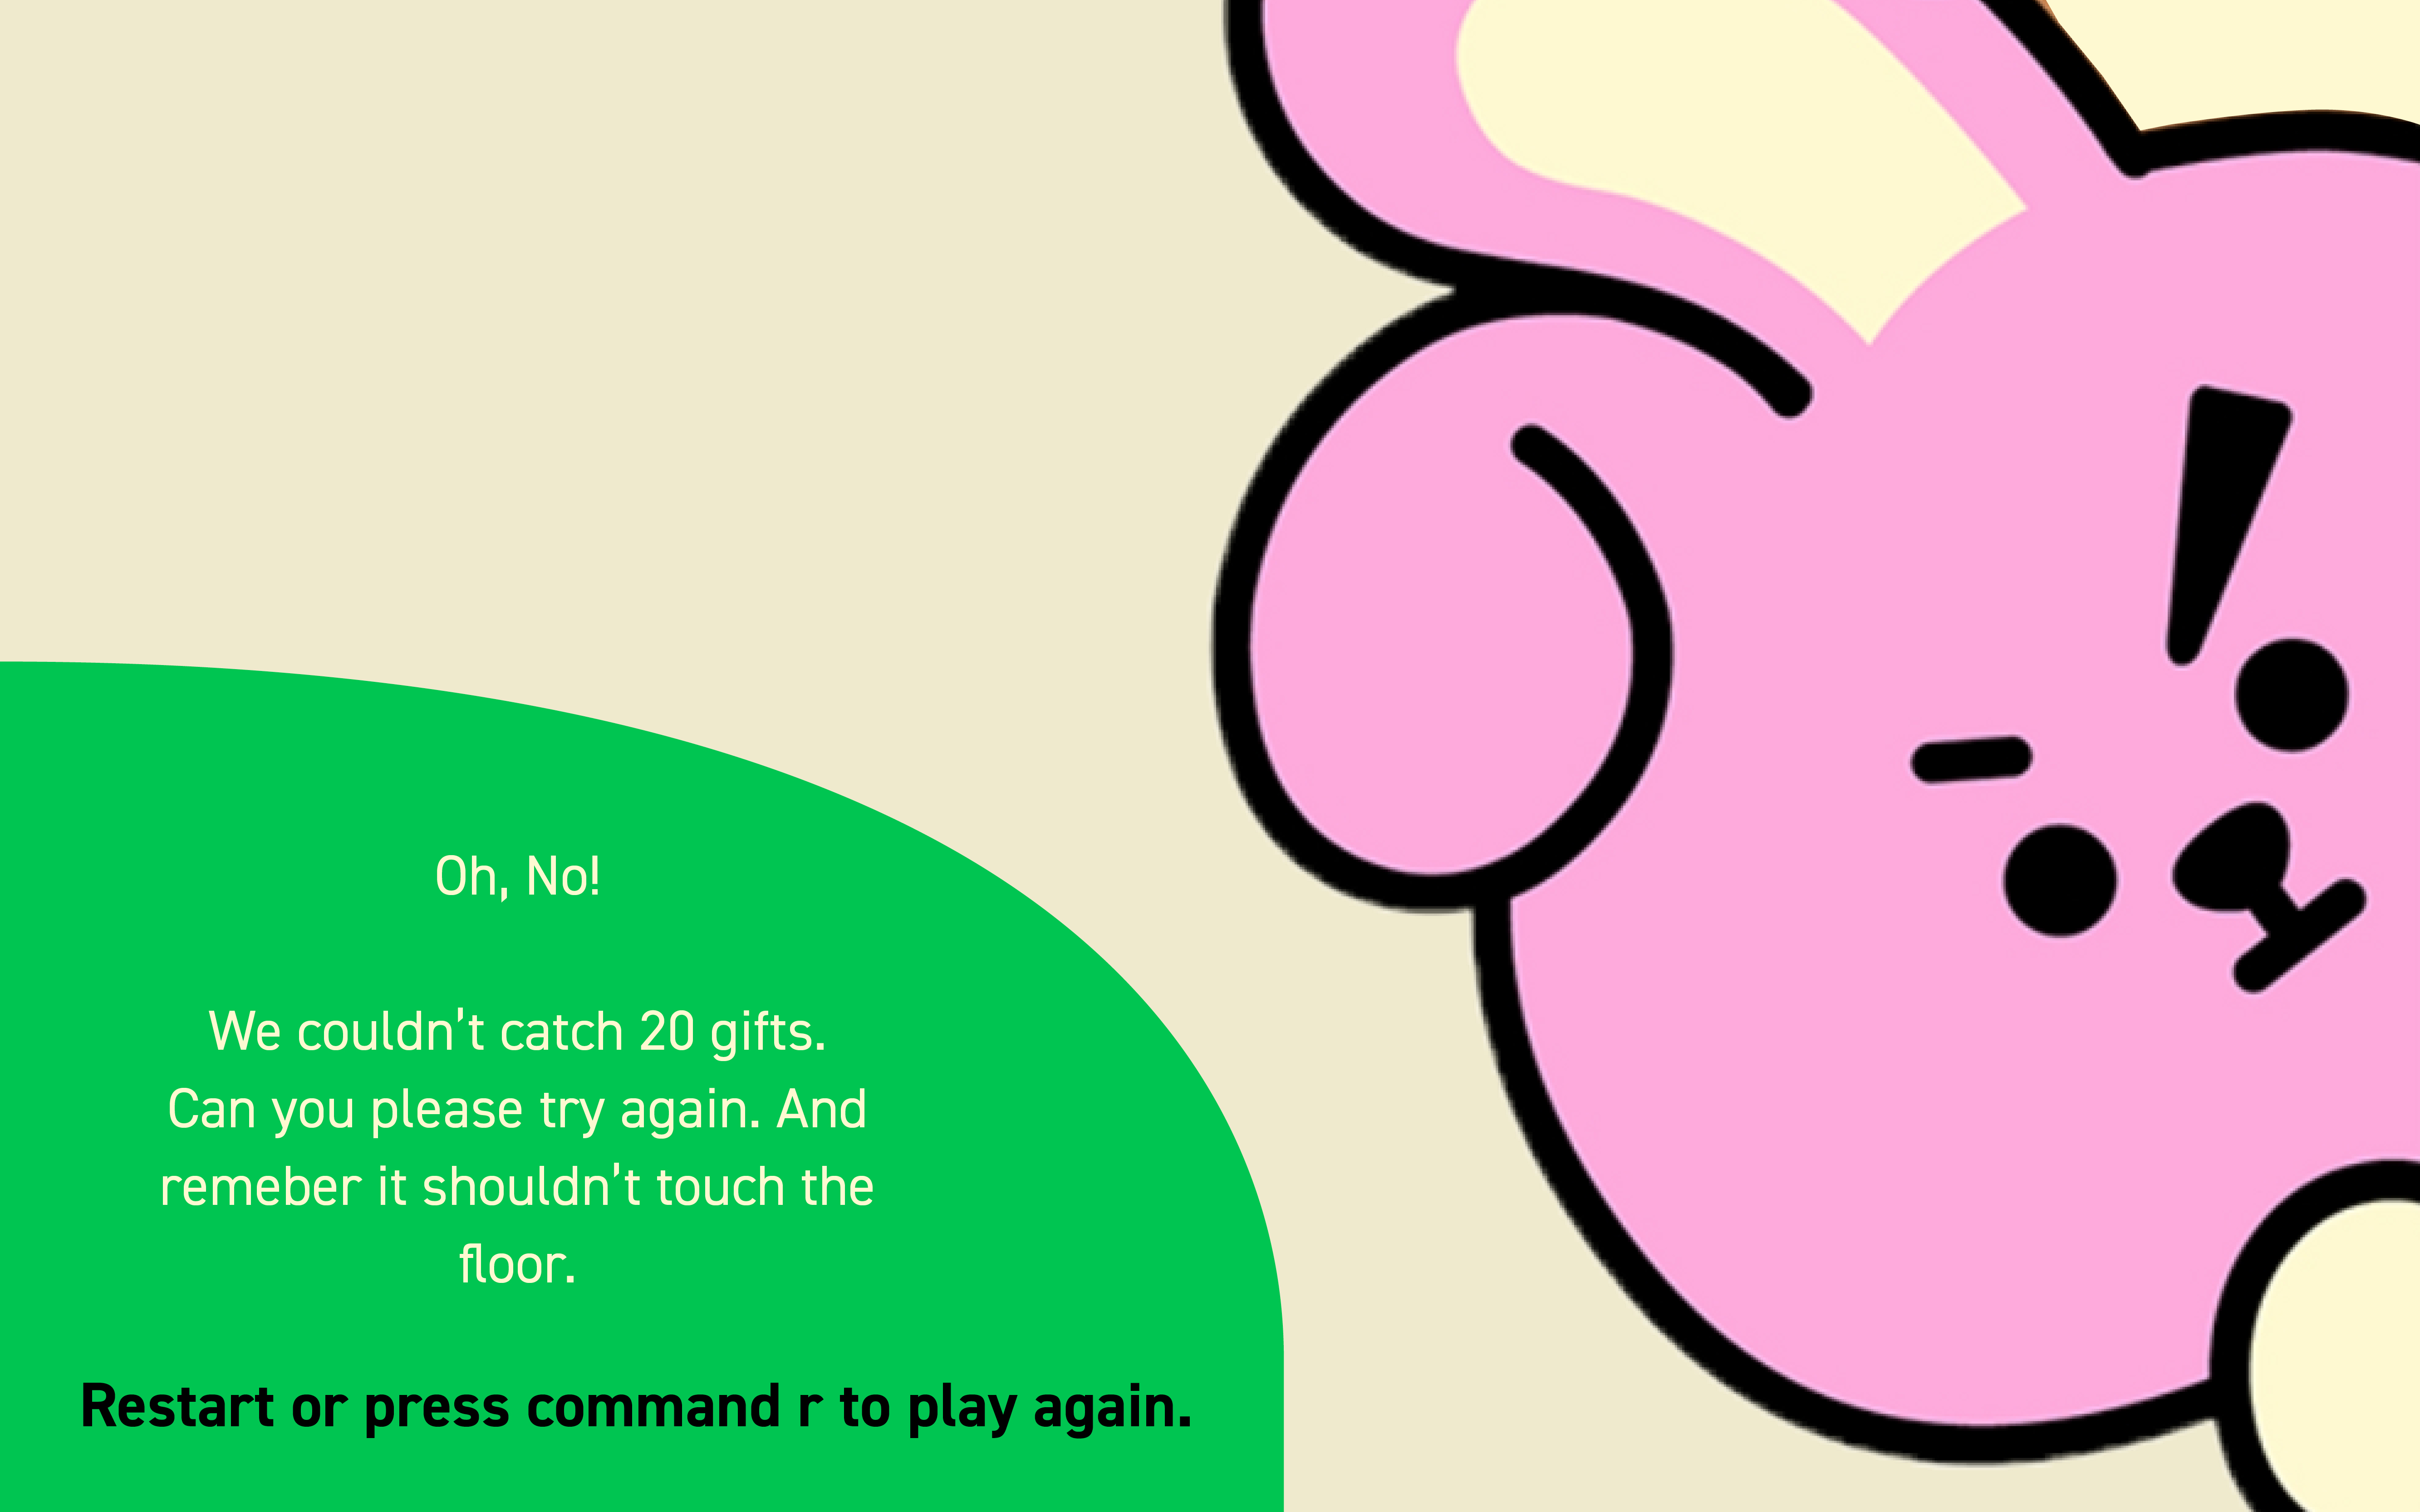 Oh, No!
We couldn't catch 20 gifts.
Can you please try again. And
remeber it shouldn't touch the
floor.
Restart or press command r to play again.